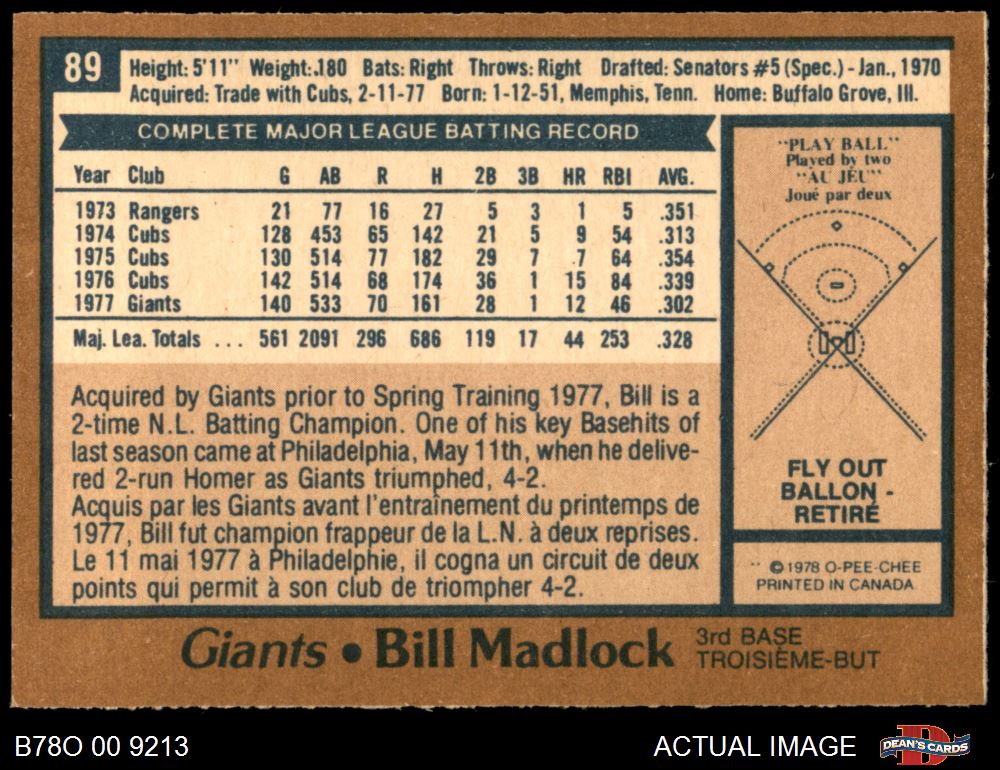 89
Height: 5'11" Weight: 180 Bats: Right Throws: Right Drafted: Senators #5 (Spec.) - Jan., 1970
Acquired: Trade with Cubs, 2-11-77 Born: 1-12-51, Memphis, Tenn. Home: Buffalo Grove, Ill.
COMPLETE MAJOR LEAGUE BATTING RECORD
Year Club G AB R H 2B 3B HR RBI AVG.
1973 Rangers 21 77 16 27 5 3 1 5 .351
1974 Cubs 128 453 65 142 21 5 9 54 .313
1975 Cubs 130 514 77 182 29 7 7 64 .354
1976 Cubs 142 514 68 174 36 1 15 84 .339
1977 Giants 140 533 70 161 28 1 12 46 .302
Maj. Lea. Totals ... 561 2091 296 686 119 17 44 253 .328
Acquired by Giants prior to Spring Training 1977, Bill is a
2-time N.L. Batting Champion. One of his key Basehits of
last season came at Philadelphia, May 11th, when he delive-
red 2-run Homer as Giants triumphed, 4-2.
Acquis par les Giants avant l'entraînement du printemps de
1977, Bill fut champion frappeur de la L.N. à deux reprises.
Le 11 mai 1977 à Philadelphie, il cogna un circuit de deux
points qui permit à son club de triompher 4-2.
"PLAY BALL"
Played by two
"AU JEU"
Joué par deux
FLY OUT
BALLON -
RETIRÉ
© 1978 O-PEE-CHEE
PRINTED IN CANADA
Giants • Bill Madlock
3rd BASE
TROISIÈME-BUT
B78O 00 9213
ACTUAL IMAGE
D
DEAN'S CARDS